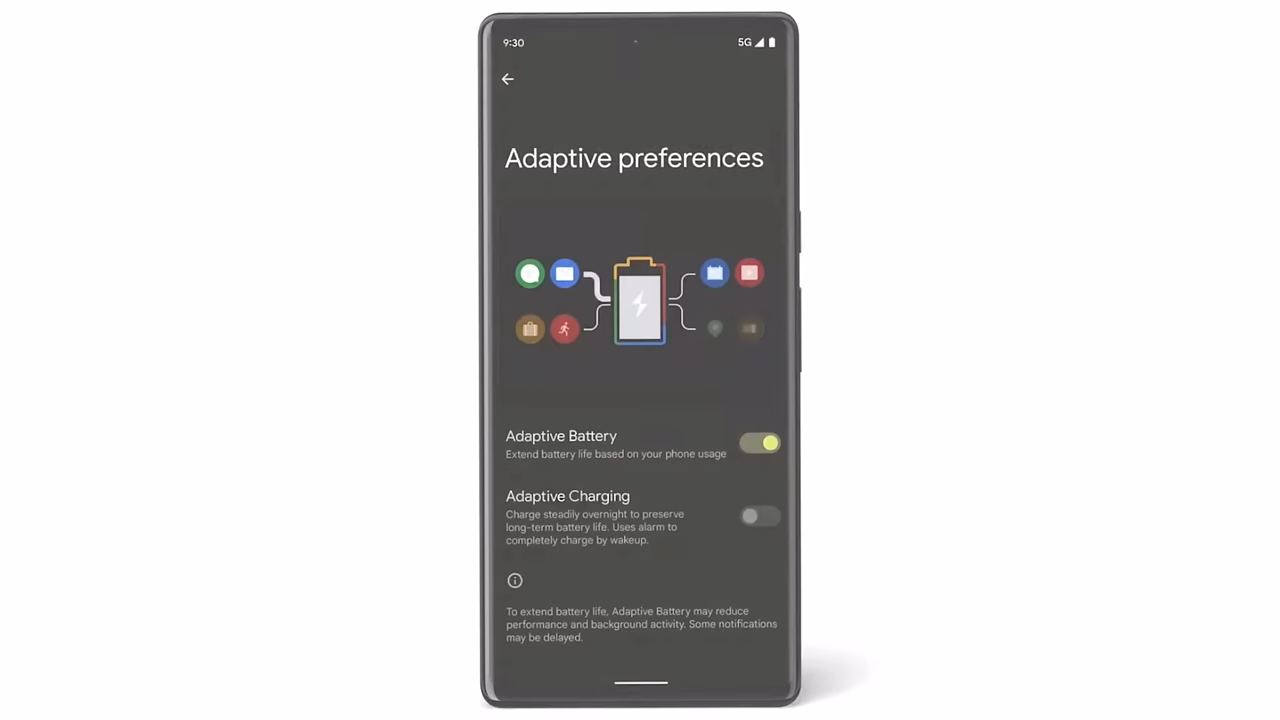 9:30
5G
Adaptive preferences
Adaptive Battery
Extend battery life based on your phone usage
Adaptive Charging
Charge steadily overnight to preserve
long-term battery life. Uses alarm to
completely charge by wakeup.
To extend battery life, Adaptive Battery may reduce
performance and background activity. Some notifications
may be delayed.